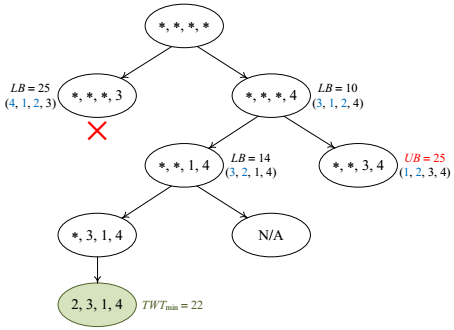 *, *, *, *
LB = 25
(4, 1, 2, 3)
*, *, *, 3
*, *, *, 4
LB = 10
(3, 1, 2, 4)
*, *, 1, 4
LB = 14
(3, 2, 1, 4)
*, *, 3, 4
UB = 25
(1, 2, 3, 4)
*, 3, 1, 4
N/A
2, 3, 1, 4
TWTmin = 22